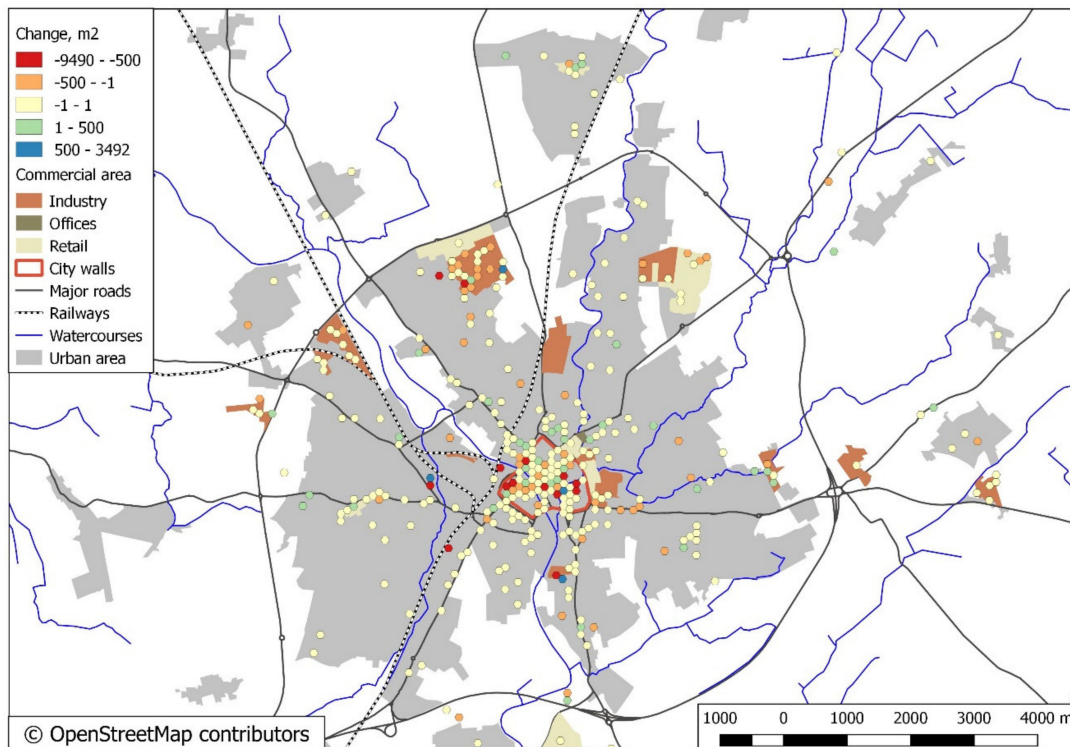 Change, m2
-9490 - -500
-500 - -1
-1 - 1
1 - 500
500 - 3492
Commercial area
Industry
Offices
Retail
City walls
Major roads
Railways
Watercourses
Urban area
© OpenStreetMap contributors
1000 0 1000 2000 3000 4000 m